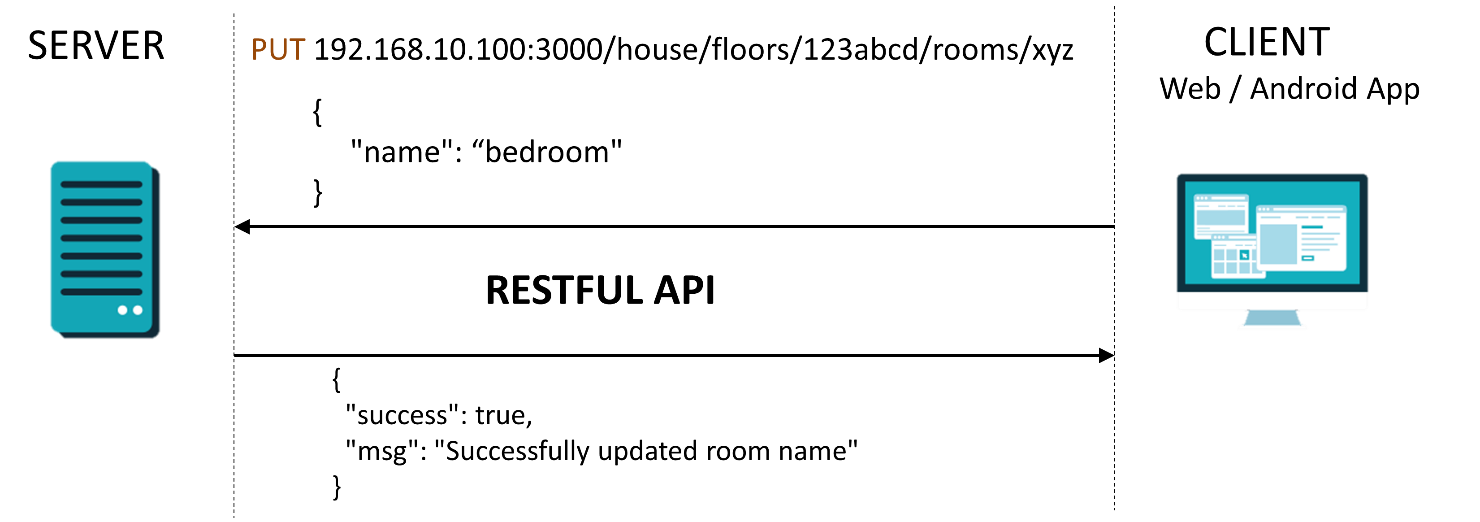 SERVER
PUT 192.168.10.100:3000/house/floors/123abcd/rooms/xyz
CLIENT
Web / Android App
{
"name": “bedroom"
}
RESTFUL API
{
"success": true,
"msg": "Successfully updated room name"
}